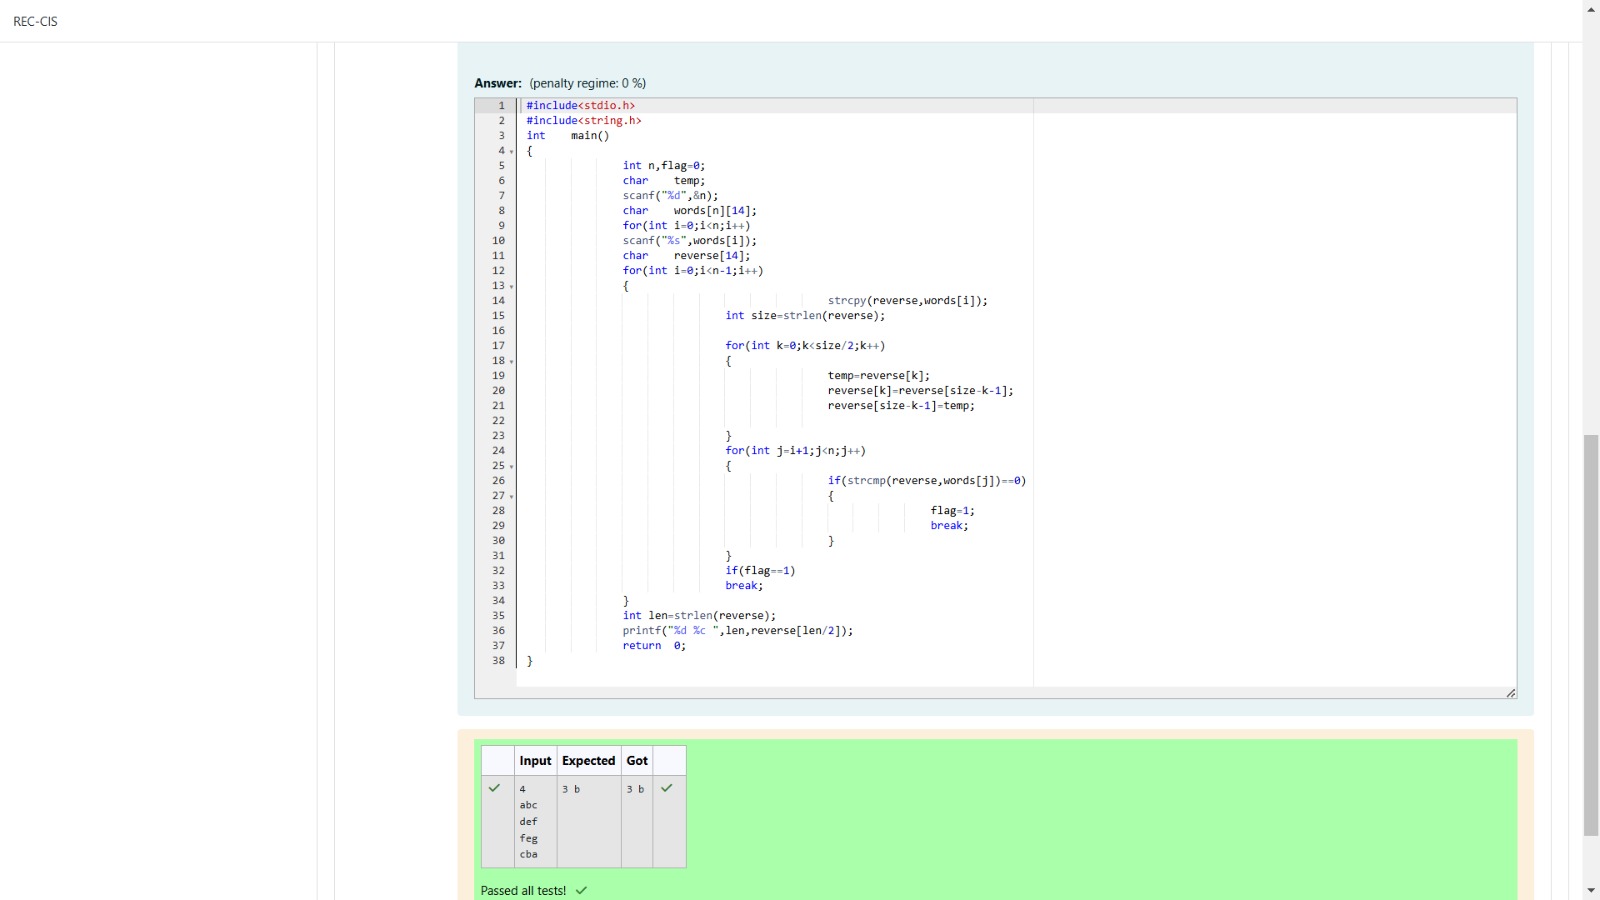 REC-CIS
Answer: (penalty regime: 0 %)
1 #include<stdio.h>
2 #include<string.h>
3 int    main()
4 {
5 int n,flag=0;
6 char    temp;
7 scanf("%d",&n);
8 char    words[n][14];
9 for(int i=0;i<n;i++)
10 scanf("%s",words[i]);
11 char    reverse[14];
12 for(int i=0;i<n-1;i++)
13 {
14 strcpy(reverse,words[i]);
15 int size=strlen(reverse);
16
17 for(int k=0;k<size/2;k++)
18 {
19 temp=reverse[k];
20 reverse[k]=reverse[size-k-1];
21 reverse[size-k-1]=temp;
22
23 }
24 for(int j=i+1;j<n;j++)
25 {
26 if(strcmp(reverse,words[j])==0)
27 {
28 flag=1;
29 break;
30 }
31 }
32 if(flag==1)
33 break;
34 }
35 int len=strlen(reverse);
36 printf("%d %c ",len,reverse[len/2]);
37 return  0;
38 }
Input Expected Got
4 3 b 3 b
abc
def
feg
cba
Passed all tests!